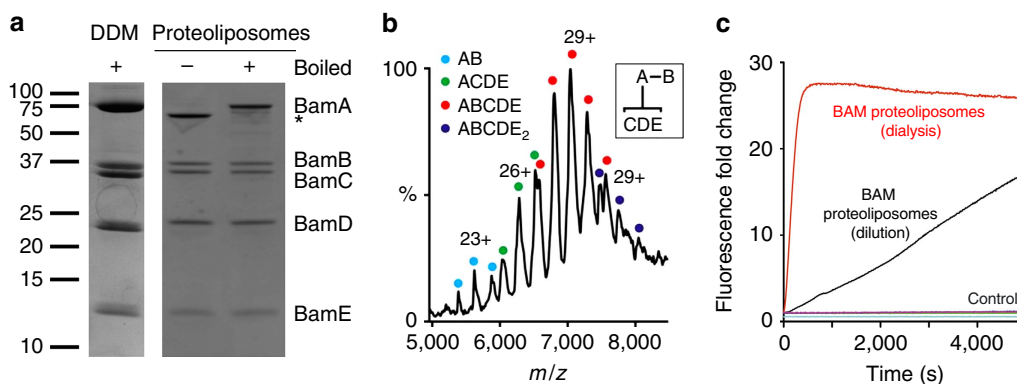 a
DDM Proteoliposomes
+ − + Boiled
100
75
50
37
25
20
15
10
BamA
*
BamB
BamC
BamD
BamE
b
100
%
0
AB
ACDE
ABCDE
ABCDE2
23+
26+
29+
29+
A–B
CDE
5,000 6,000 7,000 8,000
m/z
c
Fluorescence fold change
30
20
10
0
BAM proteoliposomes
(dialysis)
BAM
proteoliposomes
(dilution)
Control
0 2,000 4,000
Time (s)